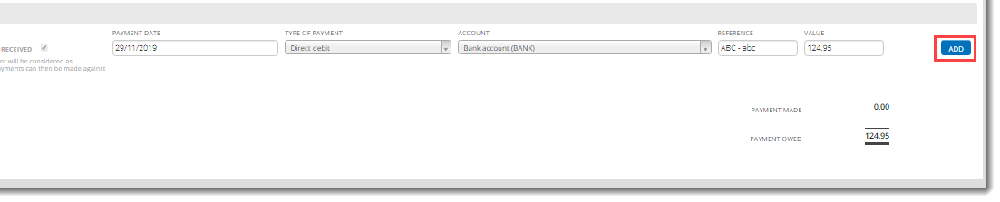 PAYMENT DATE TYPE OF PAYMENT ACCOUNT REFERENCE VALUE
RECEIVED 29/11/2019 Direct debit Bank account (BANK) ABC - abc 124.95 ADD
nt will be considered as
ayments can then be made against
PAYMENT MADE 0.00
PAYMENT OWED 124.95